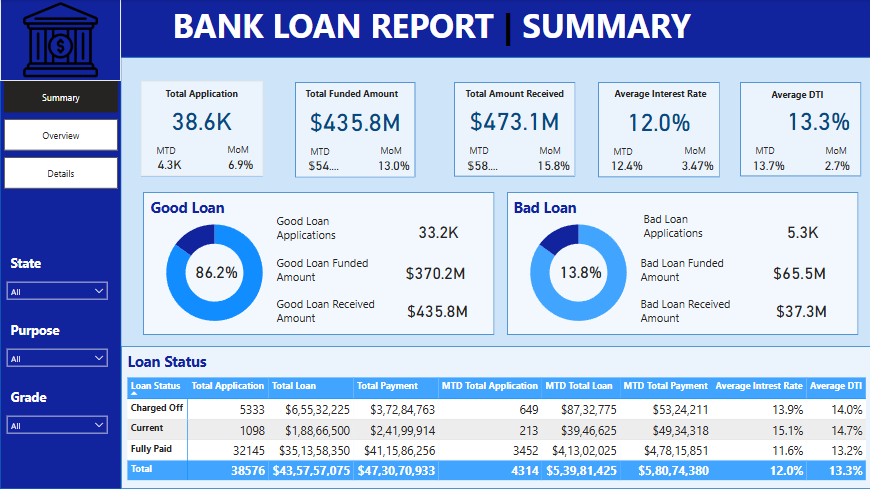 BANK LOAN REPORT | SUMMARY
Summary
Overview
Details
State
All
Purpose
All
Grade
All
Total Application
38.6K
MTD MoM
4.3K 6.9%
Total Funded Amount
$435.8M
MTD MoM
$54.... 13.0%
Total Amount Received
$473.1M
MTD MoM
$58.... 15.8%
Average Interest Rate
12.0%
MTD MoM
12.4% 3.47%
Average DTI
13.3%
MTD MoM
13.7% 2.7%
Good Loan
86.2%
Good Loan
Applications
33.2K
Good Loan Funded
Amount
$370.2M
Good Loan Received
Amount
$435.8M
Bad Loan
13.8%
Bad Loan
Applications
5.3K
Bad Loan Funded
Amount
$65.5M
Bad Loan Received
Amount
$37.3M
Loan Status
Loan Status Total Application Total Loan Total Payment MTD Total Application MTD Total Loan MTD Total Payment Average Intrest Rate Average DTI
Charged Off 5333 $6,55,32,225 $3,72,84,763 649 $87,32,775 $53,24,211 13.9% 14.0%
Current 1098 $1,88,66,500 $2,41,99,914 213 $39,46,625 $49,34,318 15.1% 14.7%
Fully Paid 32145 $35,13,58,350 $41,15,86,256 3452 $4,13,02,025 $4,78,15,851 11.6% 13.2%
Total 38576 $43,57,57,075 $47,30,70,933 4314 $5,39,81,425 $5,80,74,380 12.0% 13.3%